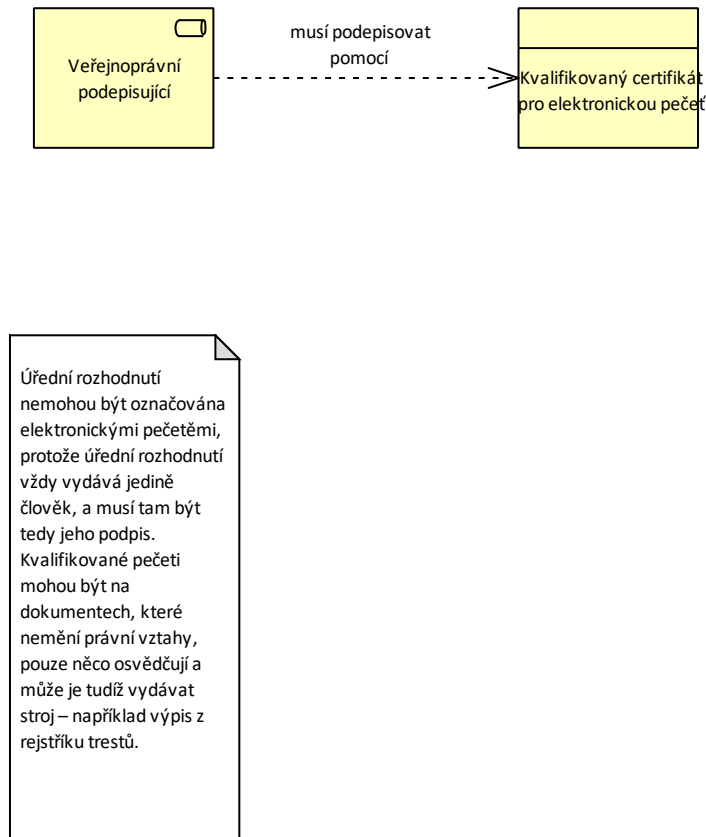 Veřejnoprávní
podepisující
musí podepisovat
pomocí
Kvalifikovaný certifikát
pro elektronickou pečeť
Úřední rozhodnutí
nemohou být označována
elektronickými pečetěmi,
protože úřední rozhodnutí
vždy vydává jedině
člověk, a musí tam být
tedy jeho podpis.
Kvalifikované pečeti
mohou být na
dokumentech, které
nemění právní vztahy,
pouze něco osvědčují a
může je tudíž vydávat
stroj – například výpis z
rejstříku trestů.